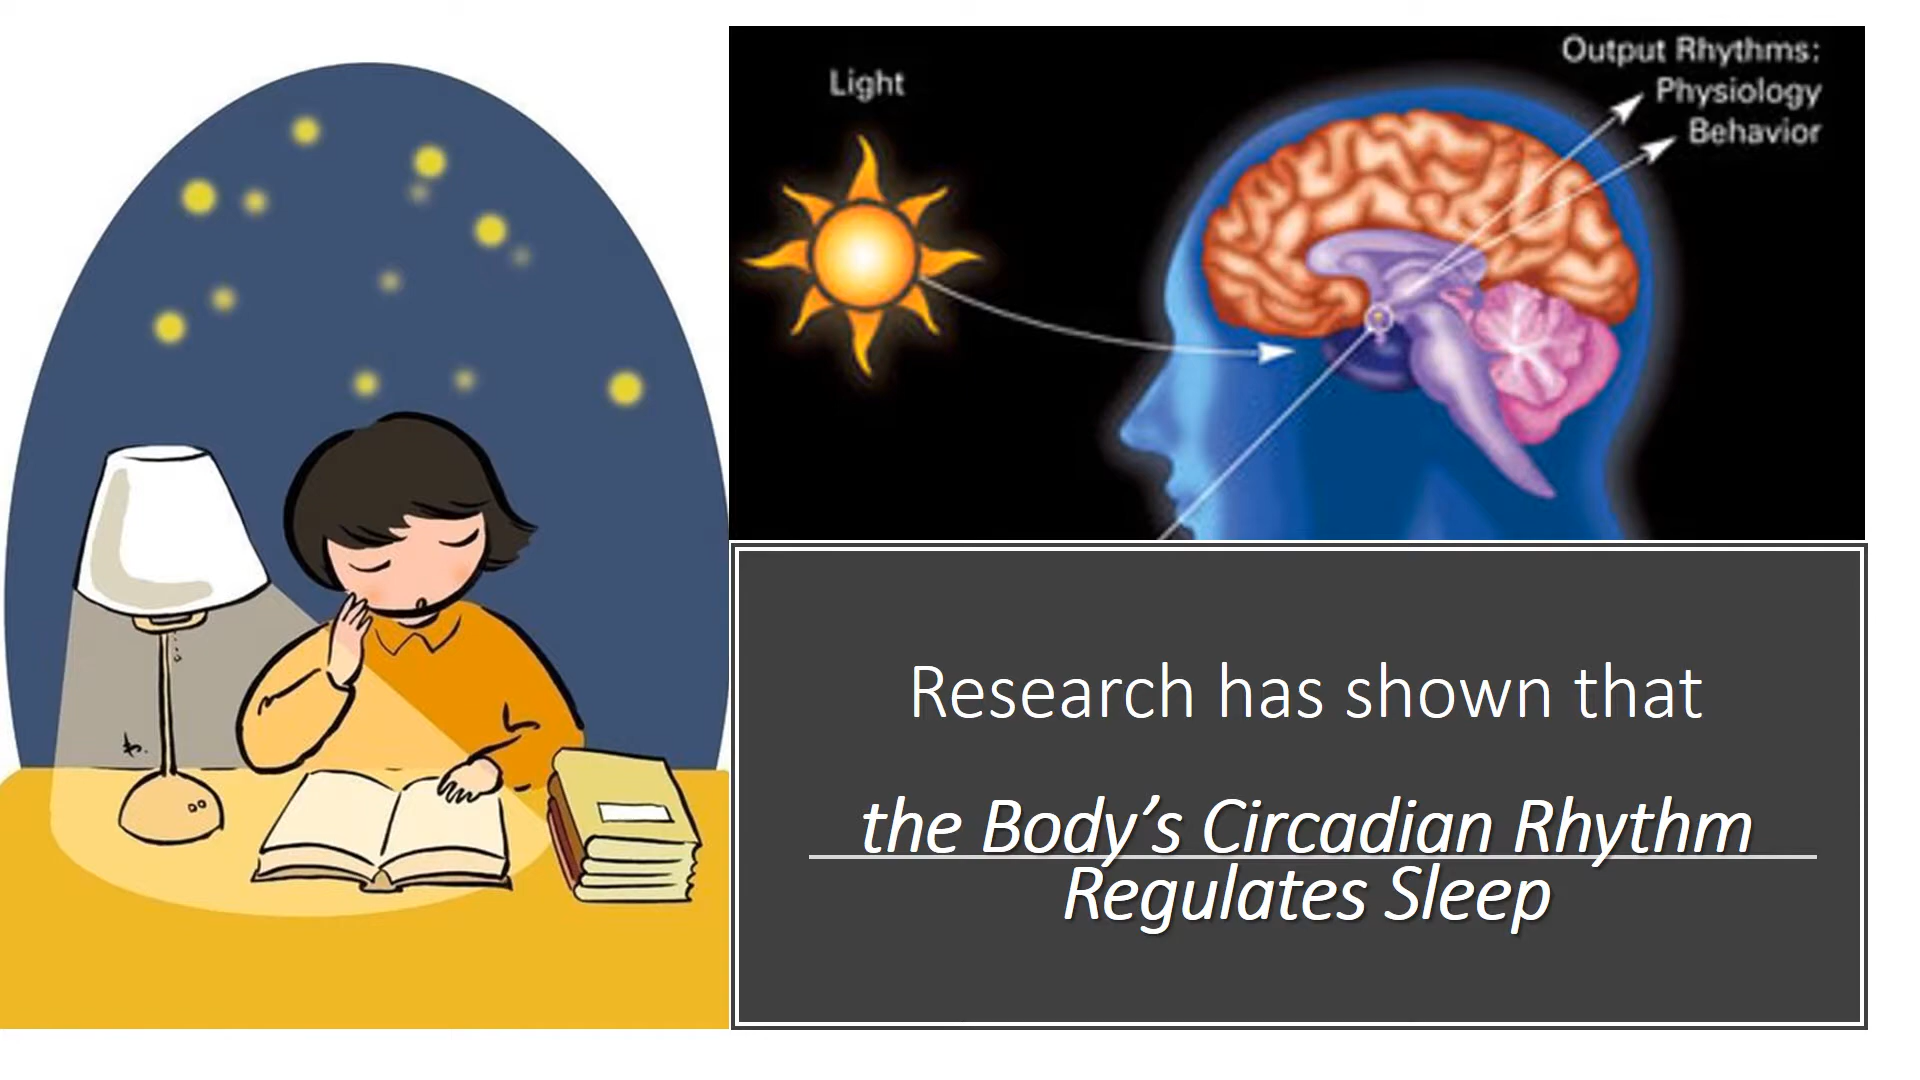 Light
Output Rhythms:
Physiology
Behavior
Research has shown that
the Body’s Circadian Rhythm
Regulates Sleep